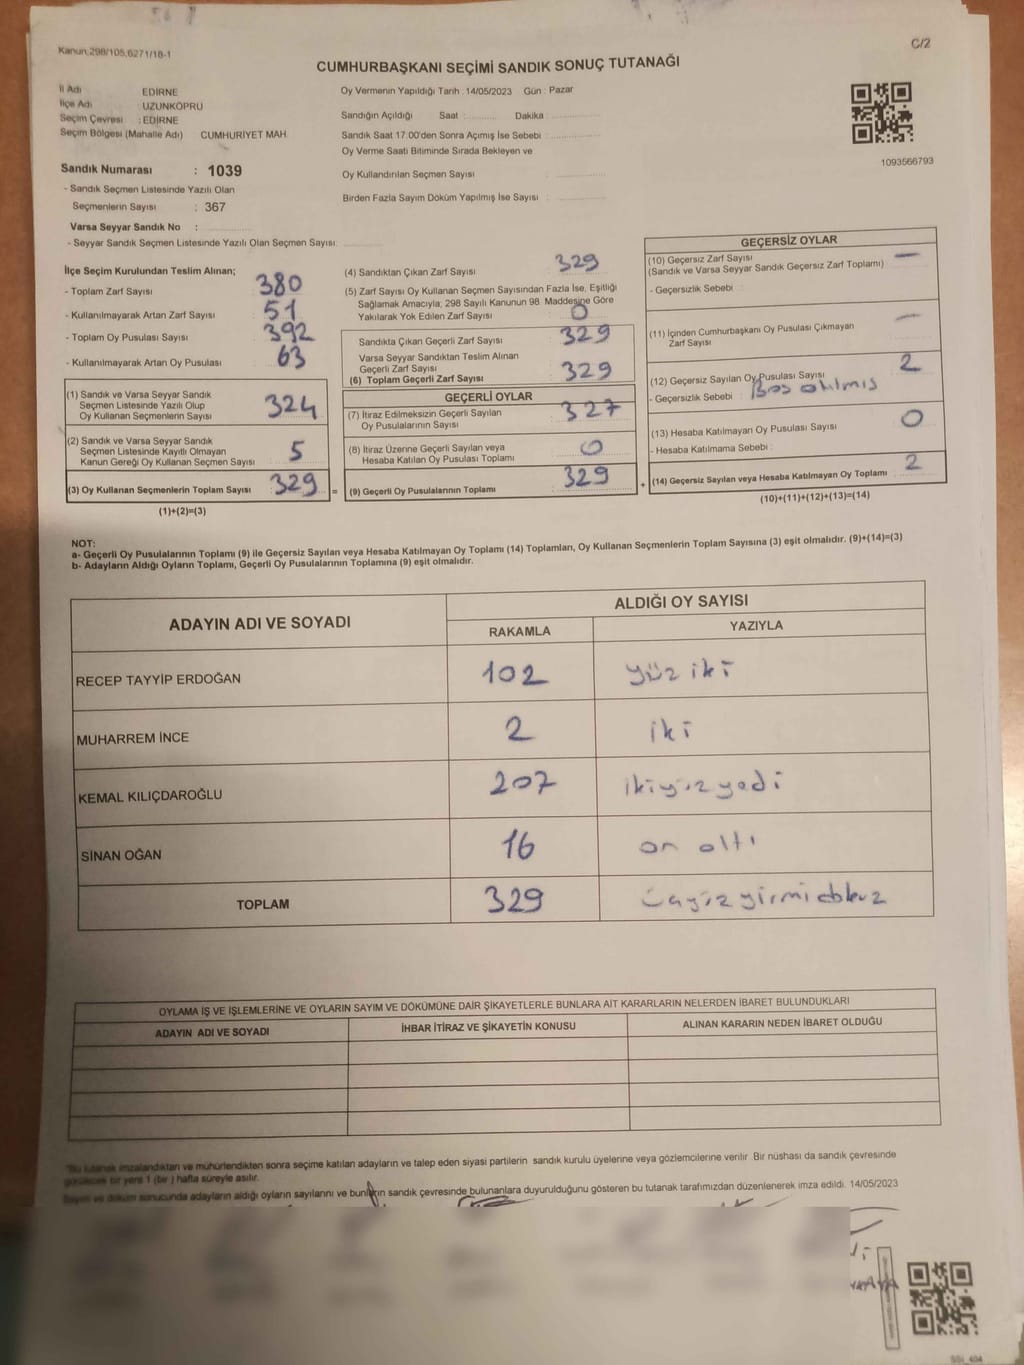 Kanun,298/105,6271/18-1
C/2
CUMHURBAŞKANI SEÇİMİ SANDIK SONUÇ TUTANAĞI
İl Adı EDİRNE
İlçe Adı UZUNKÖPRÜ
Seçim Çevresi : EDİRNE
Seçim Bölgesi (Mahalle Adı) CUMHURİYET MAH.
Sandık Numarası : 1039
- Sandık Seçmen Listesinde Yazılı Olan
Seçmenlerin Sayısı : 367
Varsa Seyyar Sandık No :
- Seyyar Sandık Seçmen Listesinde Yazılı Olan Seçmen Sayısı:
Oy Vermenin Yapıldığı Tarih : 14/05/2023 Gün : Pazar
Sandığın Açıldığı Saat : Dakika :
Sandık Saat 17:00'den Sonra Açımış İse Sebebi :
Oy Verme Saati Bitiminde Sırada Bekleyen ve
Oy Kullandırılan Seçmen Sayısı :
Birden Fazla Sayım Döküm Yapılmış İse Sayısı :
1093566793
İlçe Seçim Kurulundan Teslim Alınan;
- Toplam Zarf Sayısı 380
- Kullanılmayarak Artan Zarf Sayısı 51
- Toplam Oy Pusulası Sayısı 392
- Kullanılmayarak Artan Oy Pusulası 63
(1) Sandık ve Varsa Seyyar Sandık
Seçmen Listesinde Yazılı Olup
Oy Kullanan Seçmenlerin Sayısı 324
(2) Sandık ve Varsa Seyyar Sandık
Seçmen Listesinde Kayıtlı Olmayan
Kanun Gereği Oy Kullanan Seçmen Sayısı 5
(3) Oy Kullanan Seçmenlerin Toplam Sayısı 329
(1)+(2)=(3)
(4) Sandıktan Çıkan Zarf Sayısı 329
(5) Zarf Sayısı Oy Kullanan Seçmen Sayısından Fazla İse, Eşitliği
Sağlamak Amacıyla; 298 Sayılı Kanunun 98. Maddesine Göre
Yakılarak Yok Edilen Zarf Sayısı 0
Sandıkta Çıkan Geçerli Zarf Sayısı 329
Varsa Seyyar Sandıktan Teslim Alınan
Geçerli Zarf Sayısı
(6) Toplam Geçerli Zarf Sayısı 329
GEÇERLİ OYLAR
(7) İtiraz Edilmeksizin Geçerli Sayılan
Oy Pusulalarının Sayısı 327
(8) İtiraz Üzerine Geçerli Sayılan veya
Hesaba Katılan Oy Pusulası Toplamı 0
= (9) Geçerli Oy Pusulalarının Toplamı 329
GEÇERSİZ OYLAR
(10) Geçersiz Zarf Sayısı —
(Sandık ve Varsa Seyyar Sandık Geçersiz Zarf Toplamı)
- Geçersizlik Sebebi :
(11) İçinden Cumhurbaşkanı Oy Pusulası Çıkmayan —
Zarf Sayısı
(12) Geçersiz Sayılan Oy Pusulası Sayısı 2
- Geçersizlik Sebebi : Boş atılmış
(13) Hesaba Katılmayan Oy Pusulası Sayısı 0
- Hesaba Katılmama Sebebi :
+ (14) Geçersiz Sayılan veya Hesaba Katılmayan Oy Toplamı 2
(10)+(11)+(12)+(13)=(14)
NOT:
a- Geçerli Oy Pusulalarının Toplamı (9) ile Geçersiz Sayılan veya Hesaba Katılmayan Oy Toplamı (14) Toplamları, Oy Kullanan Seçmenlerin Toplam Sayısına (3) eşit olmalıdır. (9)+(14)=(3)
b- Adayların Aldığı Oyların Toplamı, Geçerli Oy Pusulalarının Toplamına (9) eşit olmalıdır.
ADAYIN ADI VE SOYADI ALDIĞI OY SAYISI
RAKAMLA YAZIYLA
RECEP TAYYİP ERDOĞAN 102 yüz iki
MUHARREM İNCE 2 iki
KEMAL KILIÇDAROĞLU 207 ikiyüz yedi
SİNAN OĞAN 16 on altı
TOPLAM 329
OYLAMA İŞ VE İŞLEMLERİNE VE OYLARIN SAYIM VE DÖKÜMÜNE DAİR ŞİKAYETLERLE BUNLARA AİT KARARLARIN NELERDEN İBARET BULUNDUKLARI
ADAYIN ADI VE SOYADI İHBAR İTİRAZ VE ŞİKAYETİN KONUSU ALINAN KARARIN NEDEN İBARET OLDUĞU
"Bu tutanak imzalandıktan ve mühürlendikten sonra seçime katılan adayların ve talep eden siyasi partilerin sandık kurulu üyelerine veya gözlemcilerine verilir. Bir nüshası da sandık çevresinde
görülecek bir yere 1 (bir ) hafta süreyle asılır.
Sayım ve döküm sonucunda adayların aldığı oyların sayılarını ve bunların sandık çevresinde bulunanlara duyurulduğunu gösteren bu tutanak tarafımızdan düzenlenerek imza edildi. 14/05/2023